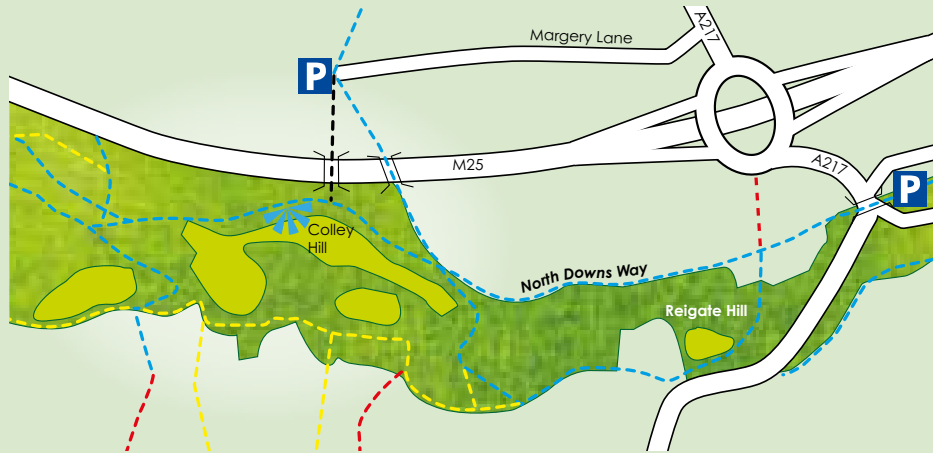 A217
Margery Lane
P
M25
A217
P
Colley
Hill
North Downs Way
Reigate Hill